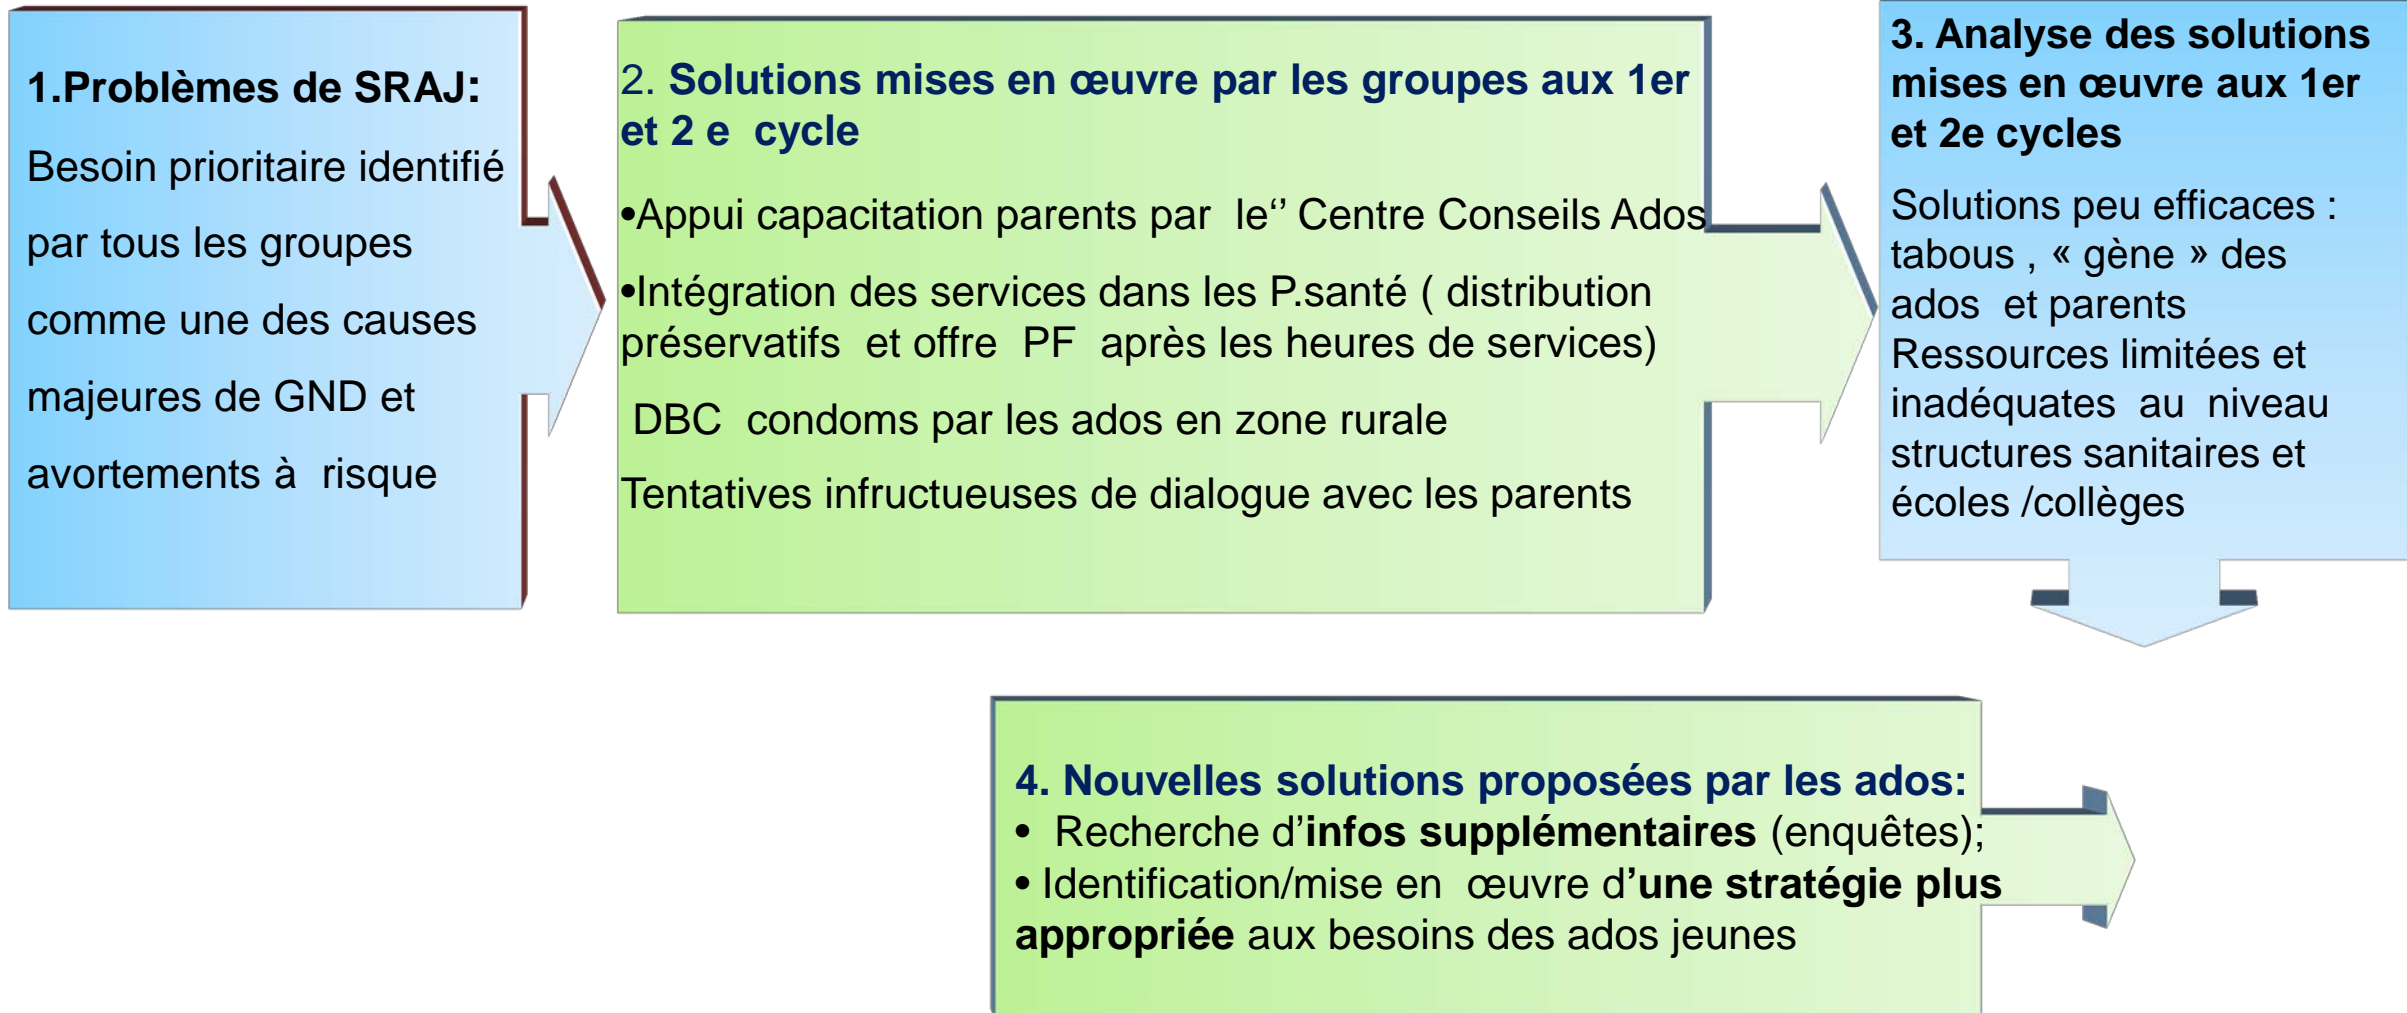 1.Problèmes de SRAJ:
Besoin prioritaire identifié
par tous les groupes
comme une des causes
majeures de GND et
avortements à risque
2. Solutions mises en œuvre par les groupes aux 1er
et 2 e cycle
•Appui capacitation parents par le‘’ Centre Conseils Ados
•Intégration des services dans les P.santé ( distribution
préservatifs et offre PF après les heures de services)
DBC condoms par les ados en zone rurale
Tentatives infructueuses de dialogue avec les parents
3. Analyse des solutions
mises en œuvre aux 1er
et 2e cycles
Solutions peu efficaces :
tabous , « gène » des
ados et parents
Ressources limitées et
inadéquates au niveau
structures sanitaires et
écoles /collèges
4. Nouvelles solutions proposées par les ados:
• Recherche d’infos supplémentaires (enquêtes);
• Identification/mise en œuvre d’une stratégie plus
appropriée aux besoins des ados jeunes